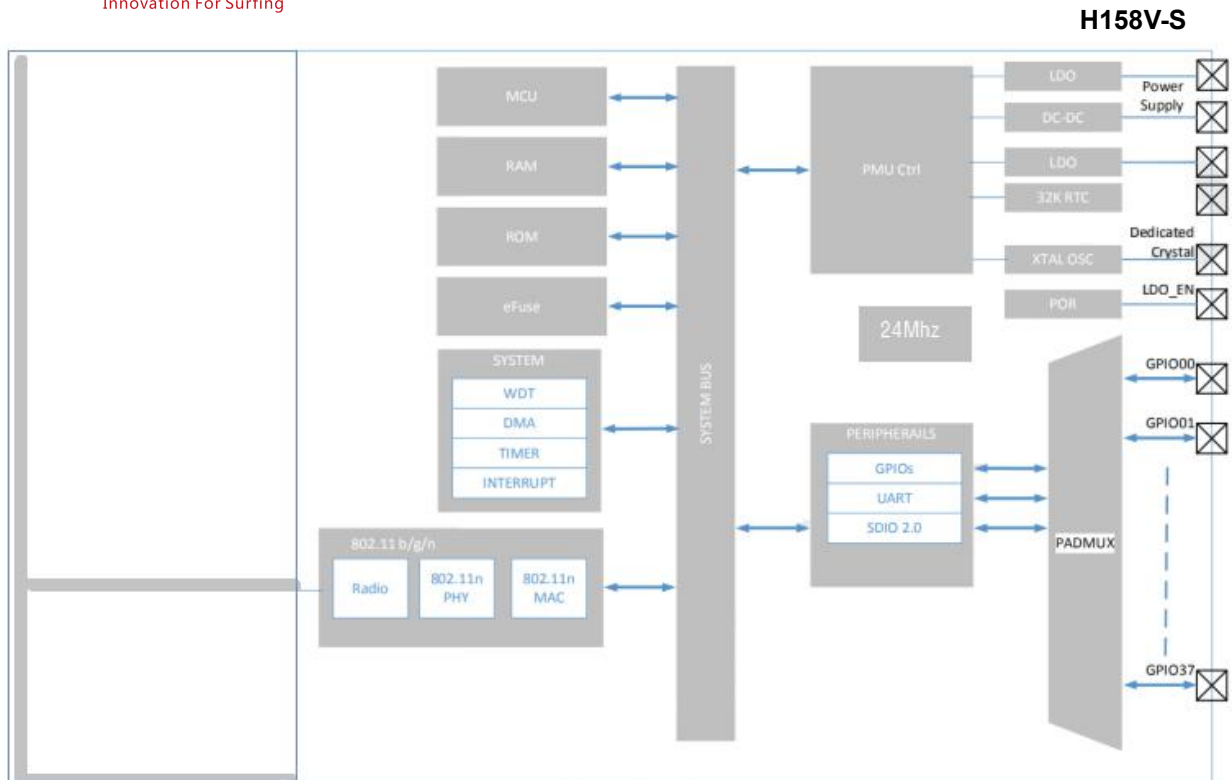 Innovation For Surfing
H158V-S
MCU
RAM
ROM
eFuse
SYSTEM
WDT
DMA
TIMER
INTERRUPT
802.11 b/g/n
Radio
802.11n
PHY
802.11n
MAC
SYSTEM BUS
PMU Ctrl
LDO
DC-DC
LDO
32K RTC
XTAL OSC
POR
Power
Supply
Dedicated
Crystal
LDO_EN
24Mhz
PERIPHERAILS
GPIOs
UART
SDIO 2.0
PADMUX
GPIO00
GPIO01
GPIO37